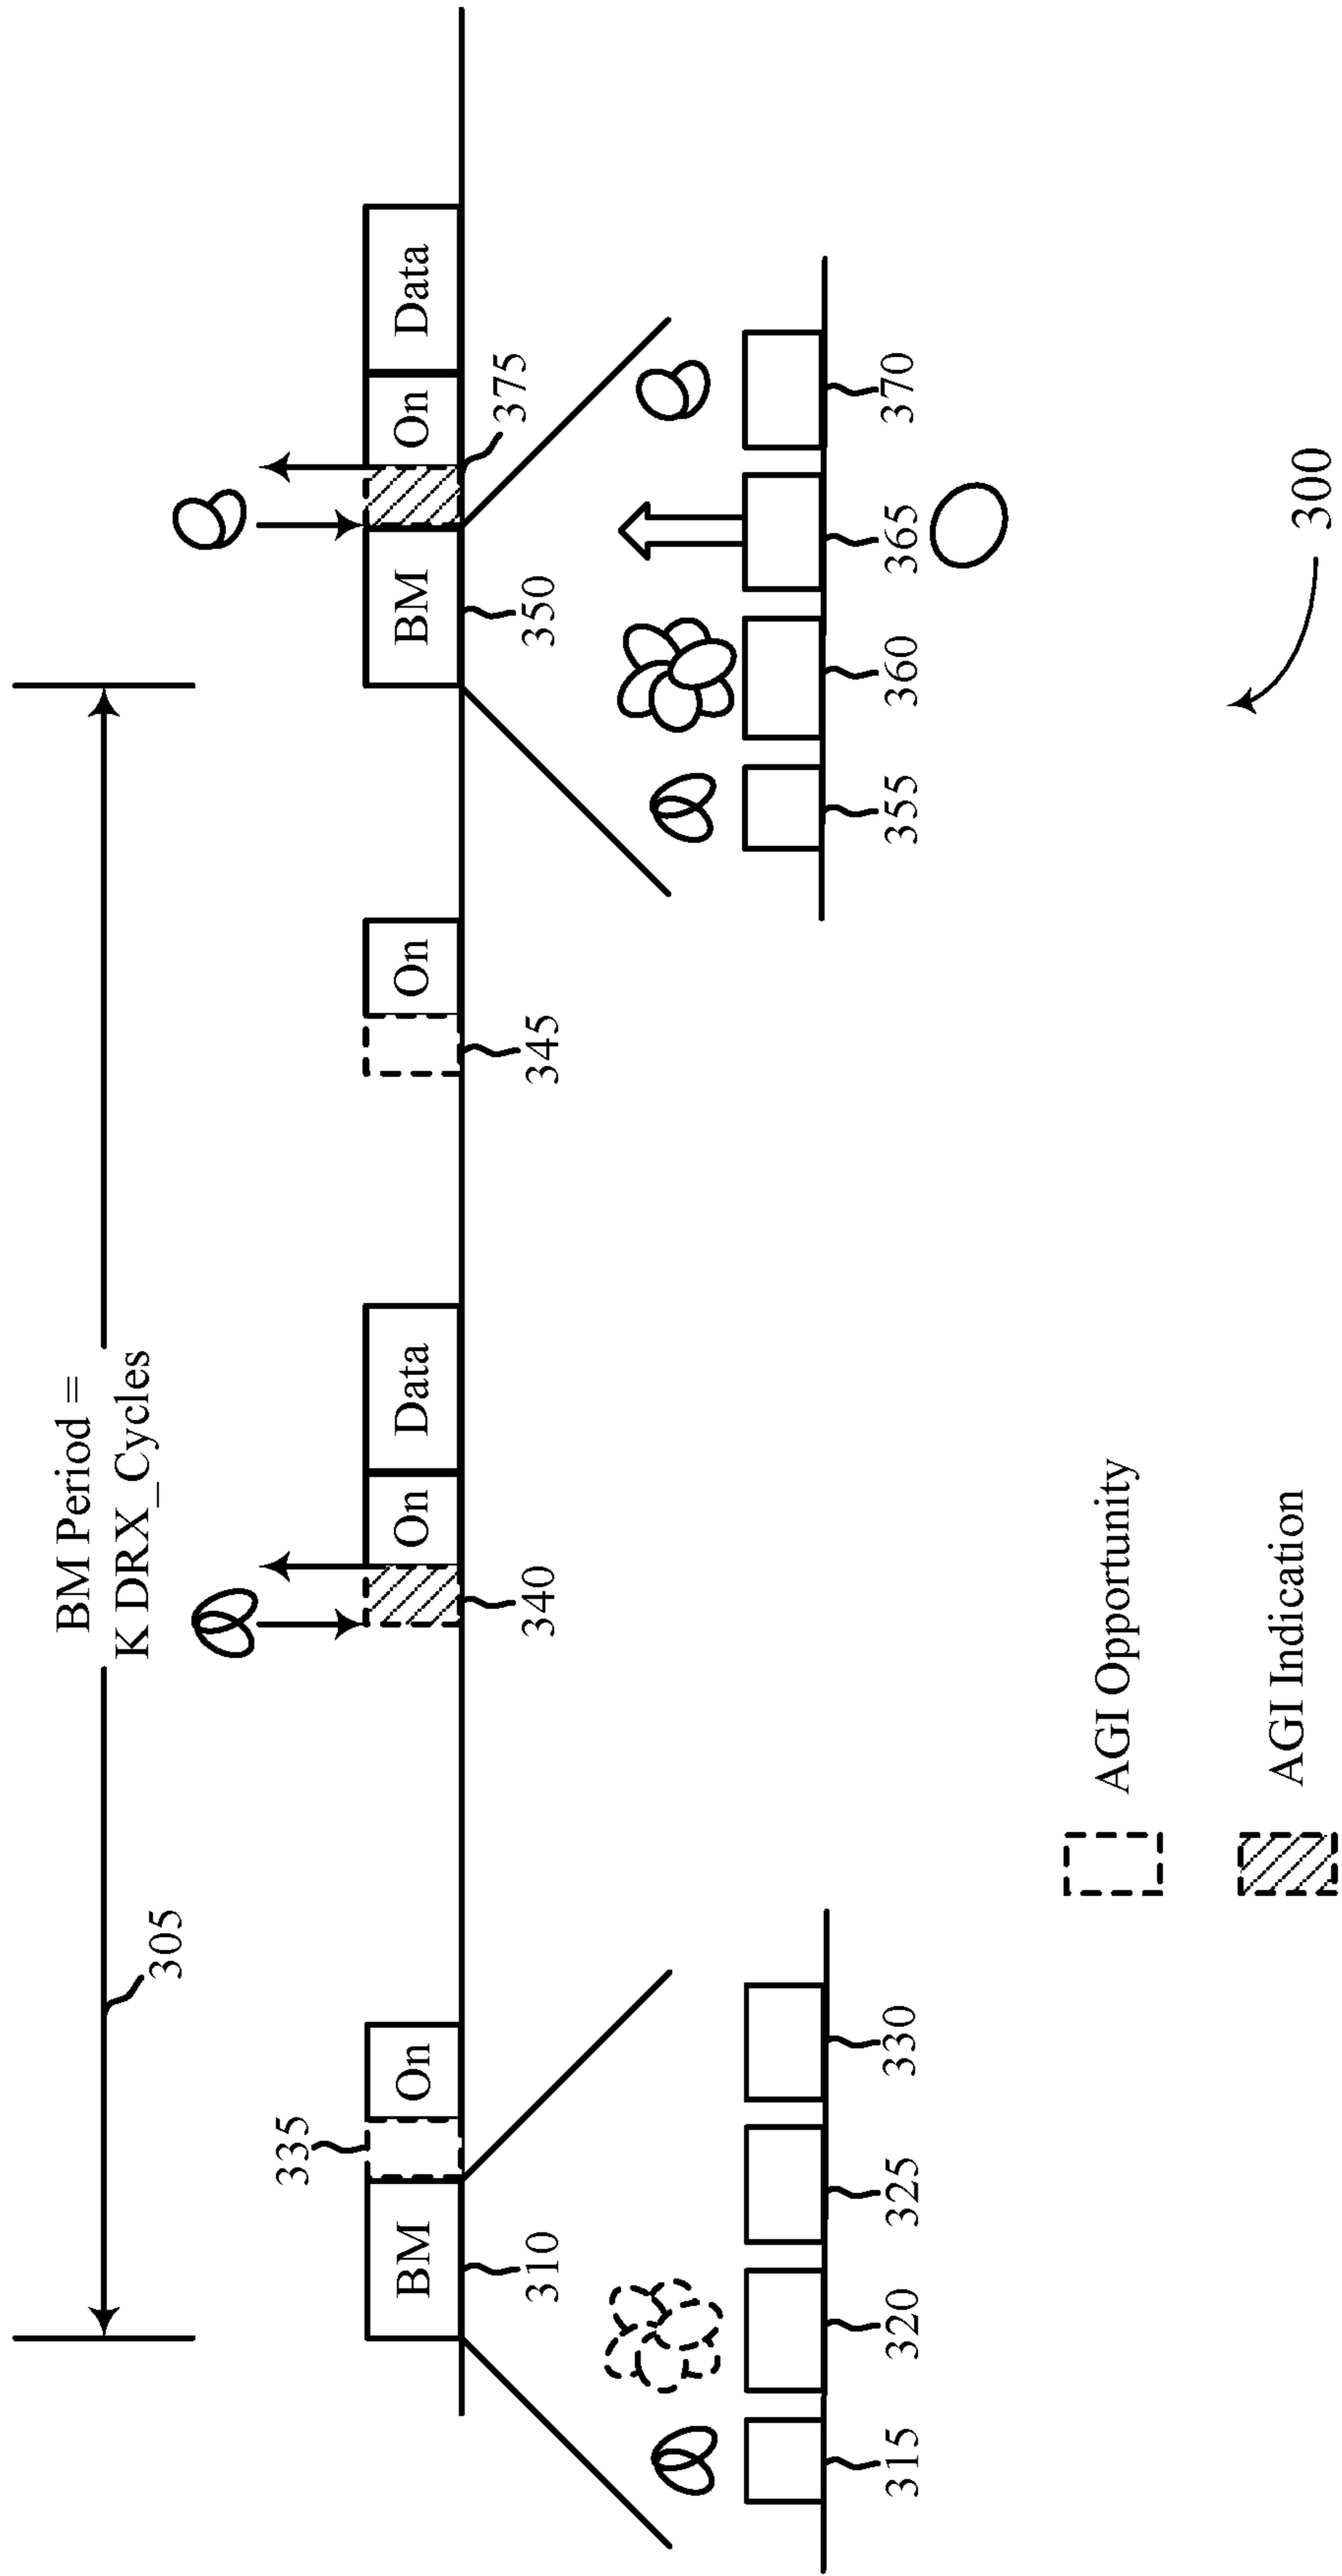 BM Period =
K DRX_Cycles
305
335
BM
On
On
Data
On
BM
On
Data
310
340
345
350
375
315
320
325
330
355
360
365
370
AGI Opportunity
AGI Indication
300